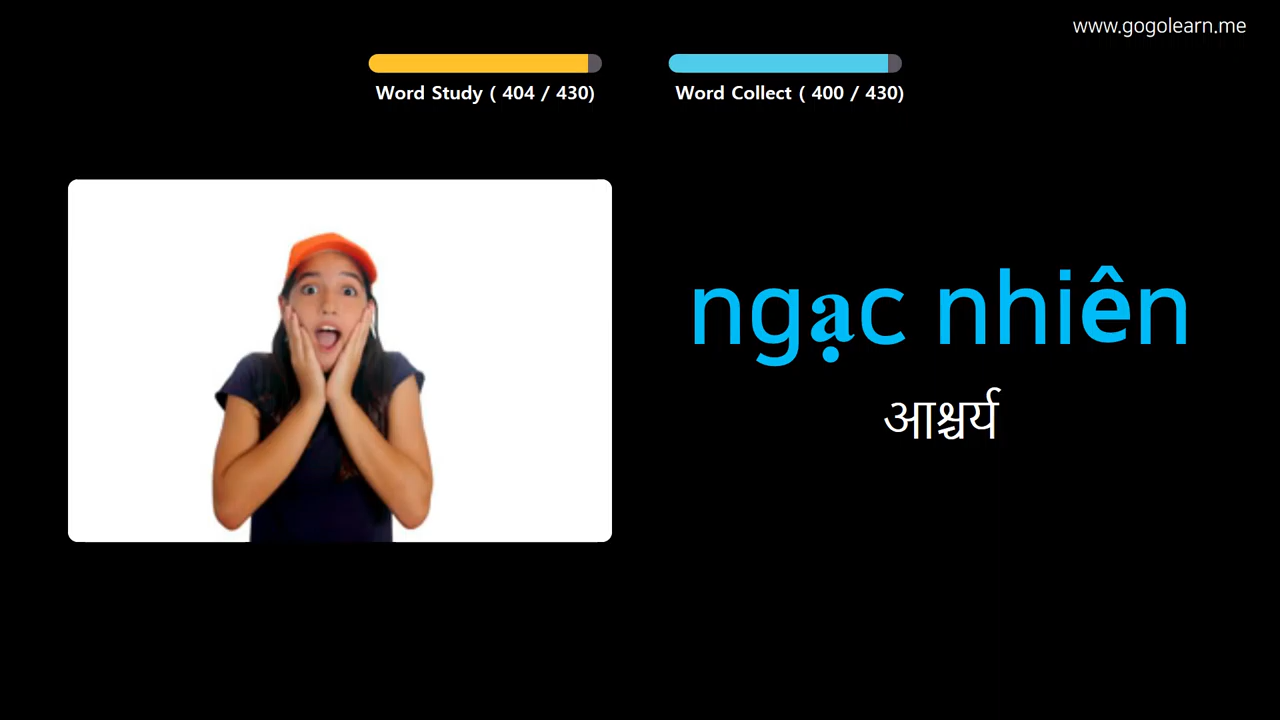 www.gogolearn.me
Word Study ( 404 / 430)
Word Collect ( 400 / 430)
ngạc nhiên
आश्चर्य